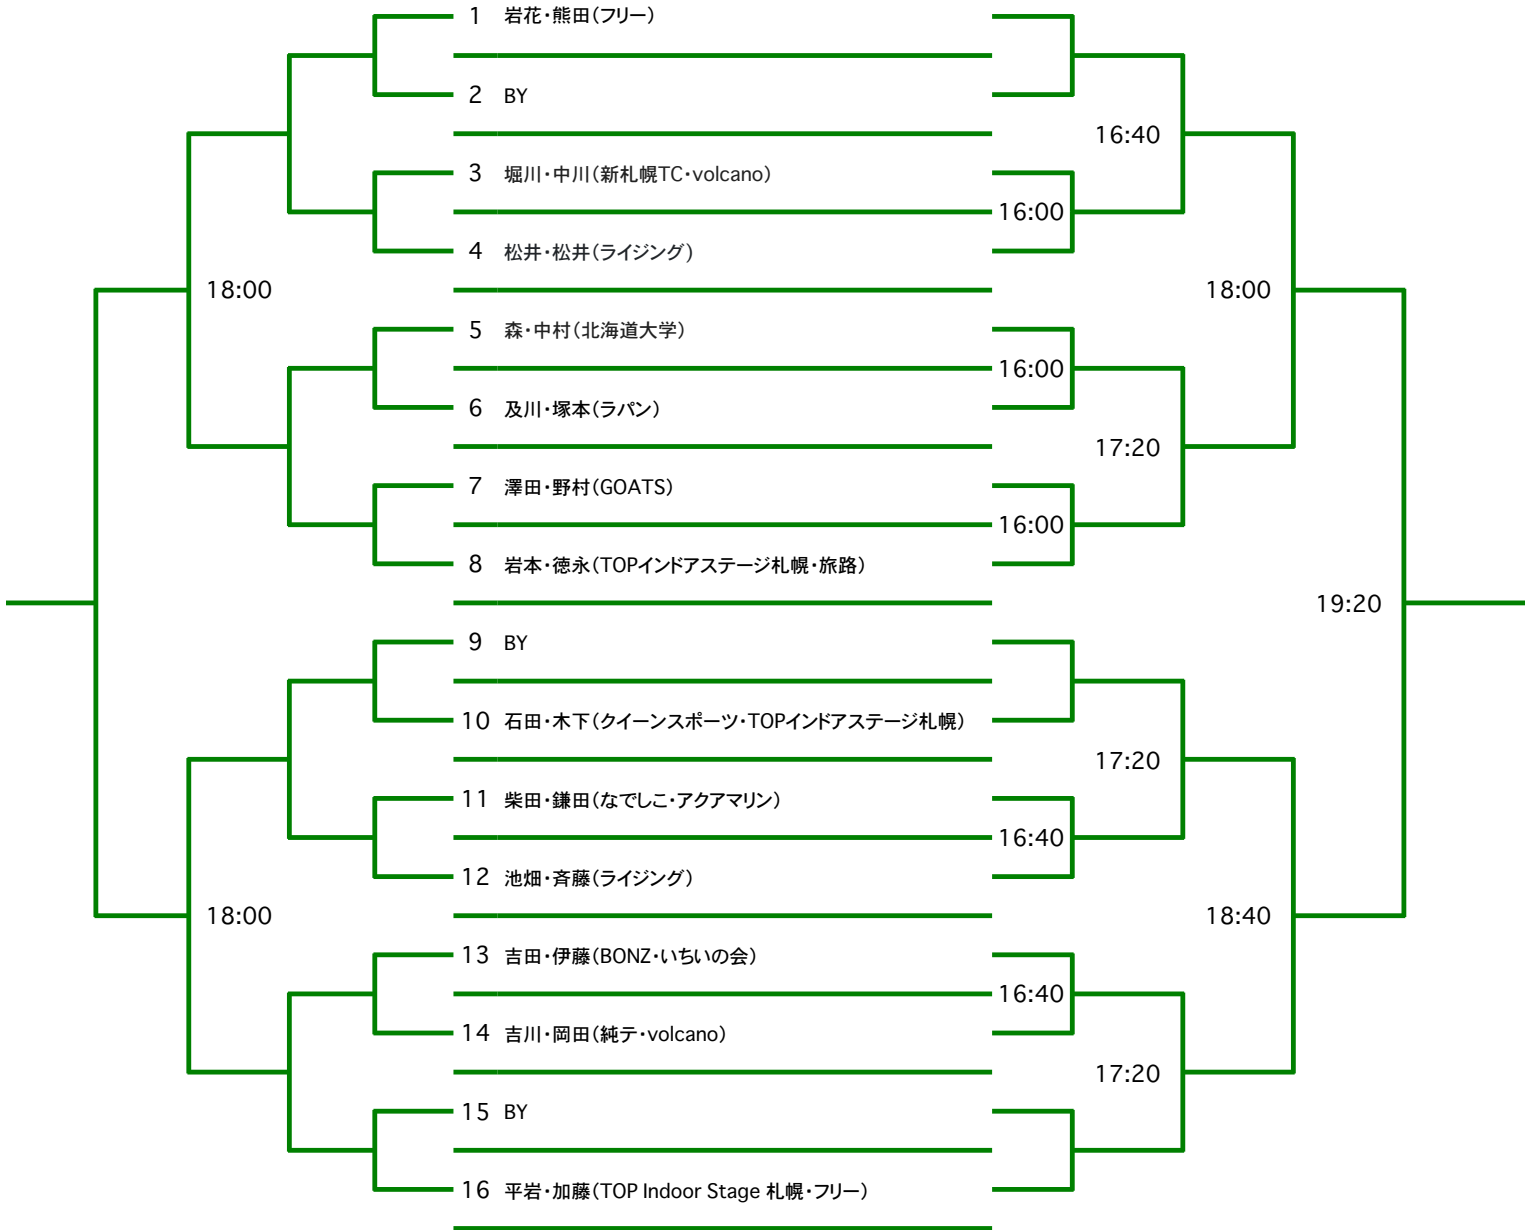 1 岩花・熊田（フリー）
2 BY
16:40
3 堀川・中川（新札幌TC・volcano）
16:00
4 松井・松井（ライジング）
18:00
18:00
5 森・中村（北海道大学）
16:00
6 及川・塚本（ラパン）
17:20
7 澤田・野村（GOATS）
16:00
8 岩本・徳永（TOPインドアステージ札幌・旅路）
19:20
9 BY
10 石田・木下（クイーンスポーツ・TOPインドアステージ札幌）
17:20
11 柴田・鎌田（なでしこ・アクアマリン）
16:40
12 池畑・斉藤（ライジング）
18:00
18:40
13 吉田・伊藤（BONZ・いちいの会）
16:40
14 吉川・岡田（純テ・volcano）
17:20
15 BY
16 平岩・加藤（TOP Indoor Stage 札幌・フリー）